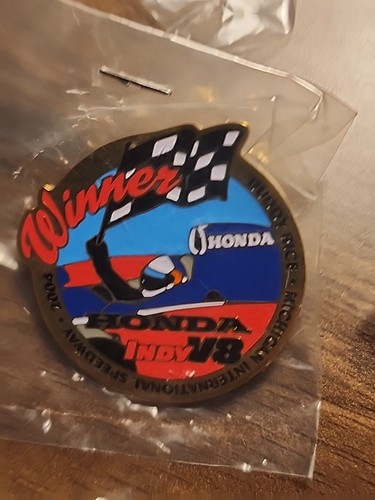 Winner
HONDA
HONDA
INDY V8
INTERNATIONAL SPEEDWAY